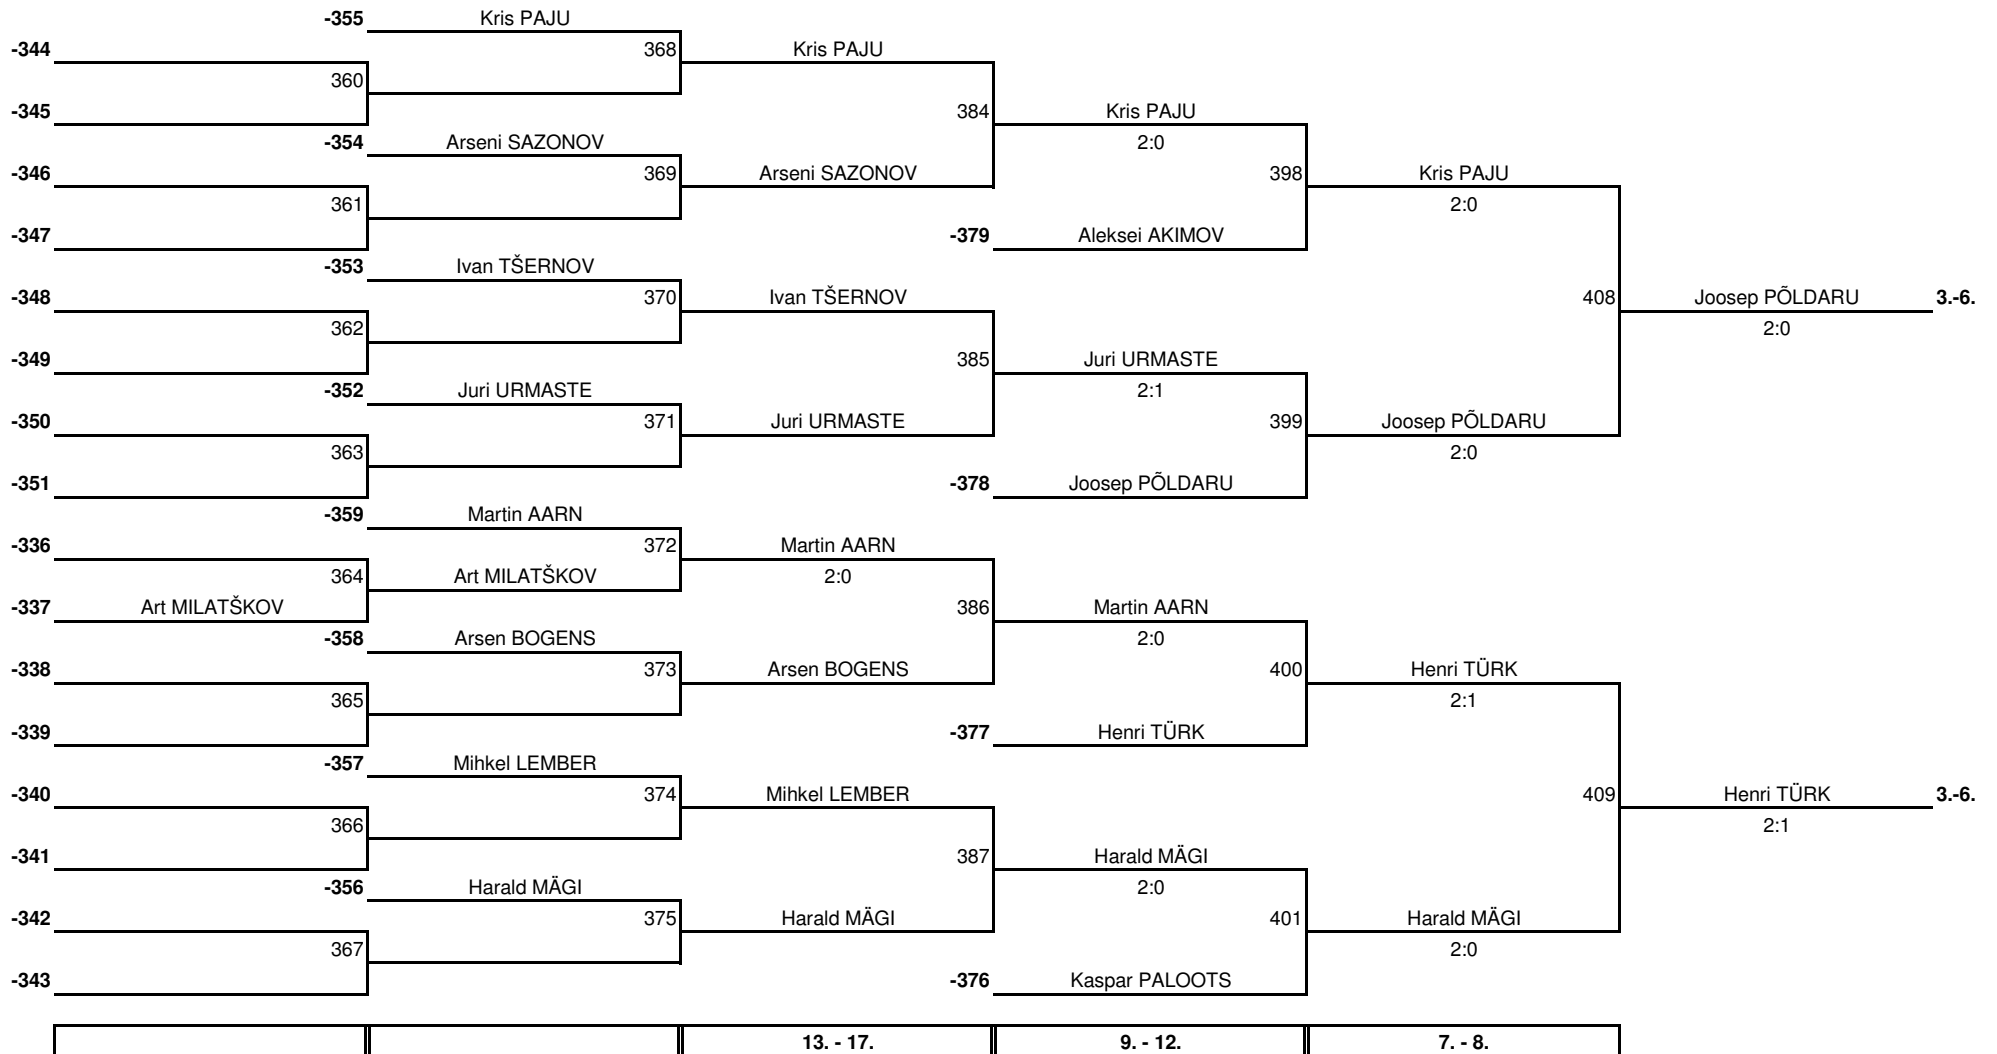 -355 Kris PAJU
-344 368 Kris PAJU
360
-345 384 Kris PAJU
-354 Arseni SAZONOV 2:0
-346 369 Arseni SAZONOV 398 Kris PAJU
361 2:0
-347 -379 Aleksei AKIMOV
-353 Ivan TŠERNOV
-348 370 Ivan TŠERNOV 408 Joosep PÕLDARU 3.-6.
362 2:0
-349 385 Juri URMASTE
-352 Juri URMASTE 2:1
-350 371 Juri URMASTE 399 Joosep PÕLDARU
363 2:0
-351 -378 Joosep PÕLDARU
-359 Martin AARN
-336 372 Martin AARN
364 Art MILATŠKOV 2:0
-337 Art MILATŠKOV 386 Martin AARN
-358 Arsen BOGENS 2:0
-338 373 Arsen BOGENS 400 Henri TÜRK
365 2:1
-339 -377 Henri TÜRK
-357 Mihkel LEMBER
-340 374 Mihkel LEMBER 409 Henri TÜRK 3.-6.
366 2:1
-341 387 Harald MÄGI
-356 Harald MÄGI 2:0
-342 375 Harald MÄGI 401 Harald MÄGI
367 2:0
-343 -376 Kaspar PALOOTS
13. - 17. 9. - 12. 7. - 8.